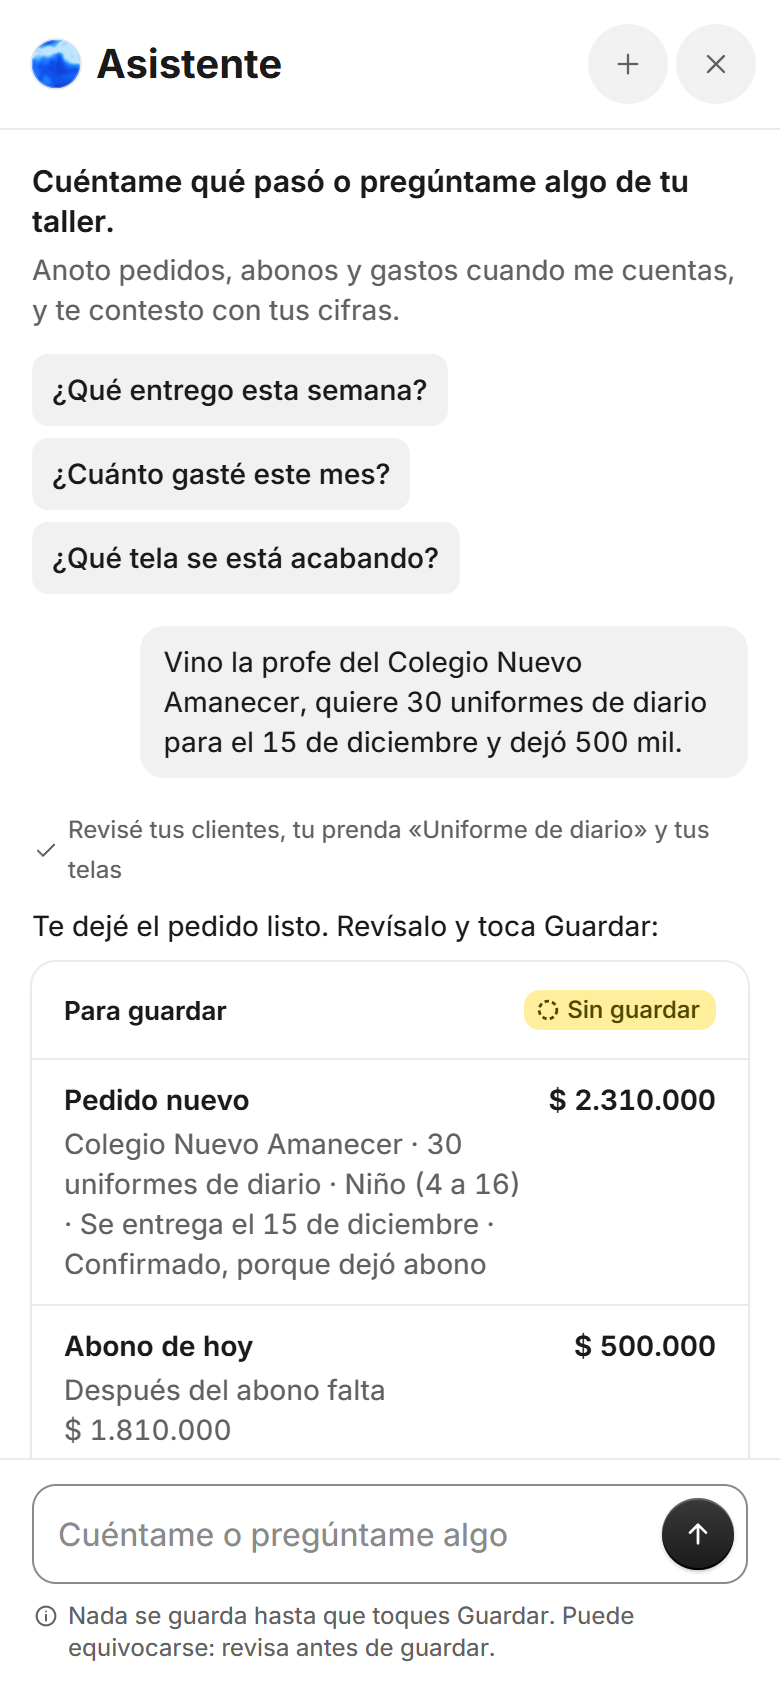 Asistente
Cuéntame qué pasó o pregúntame algo de tu
taller.
Anoto pedidos, abonos y gastos cuando me cuentas,
y te contesto con tus cifras.
¿Qué entrego esta semana?
¿Cuánto gasté este mes?
¿Qué tela se está acabando?
Vino la profe del Colegio Nuevo
Amanecer, quiere 30 uniformes de diario
para el 15 de diciembre y dejó 500 mil.
Revisé tus clientes, tu prenda «Uniforme de diario» y tus
telas
Te dejé el pedido listo. Revísalo y toca Guardar:
Para guardar
Sin guardar
Pedido nuevo
$ 2.310.000
Colegio Nuevo Amanecer · 30
uniformes de diario · Niño (4 a 16)
· Se entrega el 15 de diciembre ·
Confirmado, porque dejó abono
Abono de hoy
$ 500.000
Después del abono falta
$ 1.810.000
Cuéntame o pregúntame algo
Nada se guarda hasta que toques Guardar. Puede
equivocarse: revisa antes de guardar.